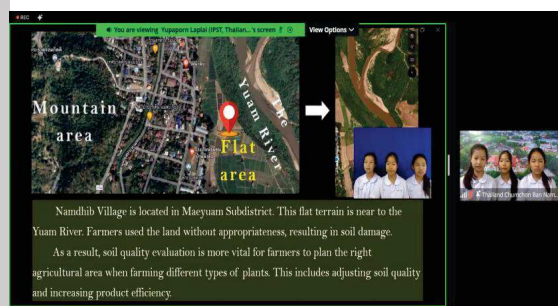 REC
You are viewing Yupaporn Laplai (IPST, Thailan... 's screen
View Options
Mountain
area
The
Yuam River
Flat
area
Namdhib Village is located in Maeyuam Subdistrict. This flat terrain is near to the
Yuam River. Farmers used the land without appropriateness, resulting in soil damage.
As a result, soil quality evaluation is more vital for farmers to plan the right
agricultural area when farming different types of plants. This includes adjusting soil quality
and increasing product efficiency.
Thailand Chumchon Ban Nam...